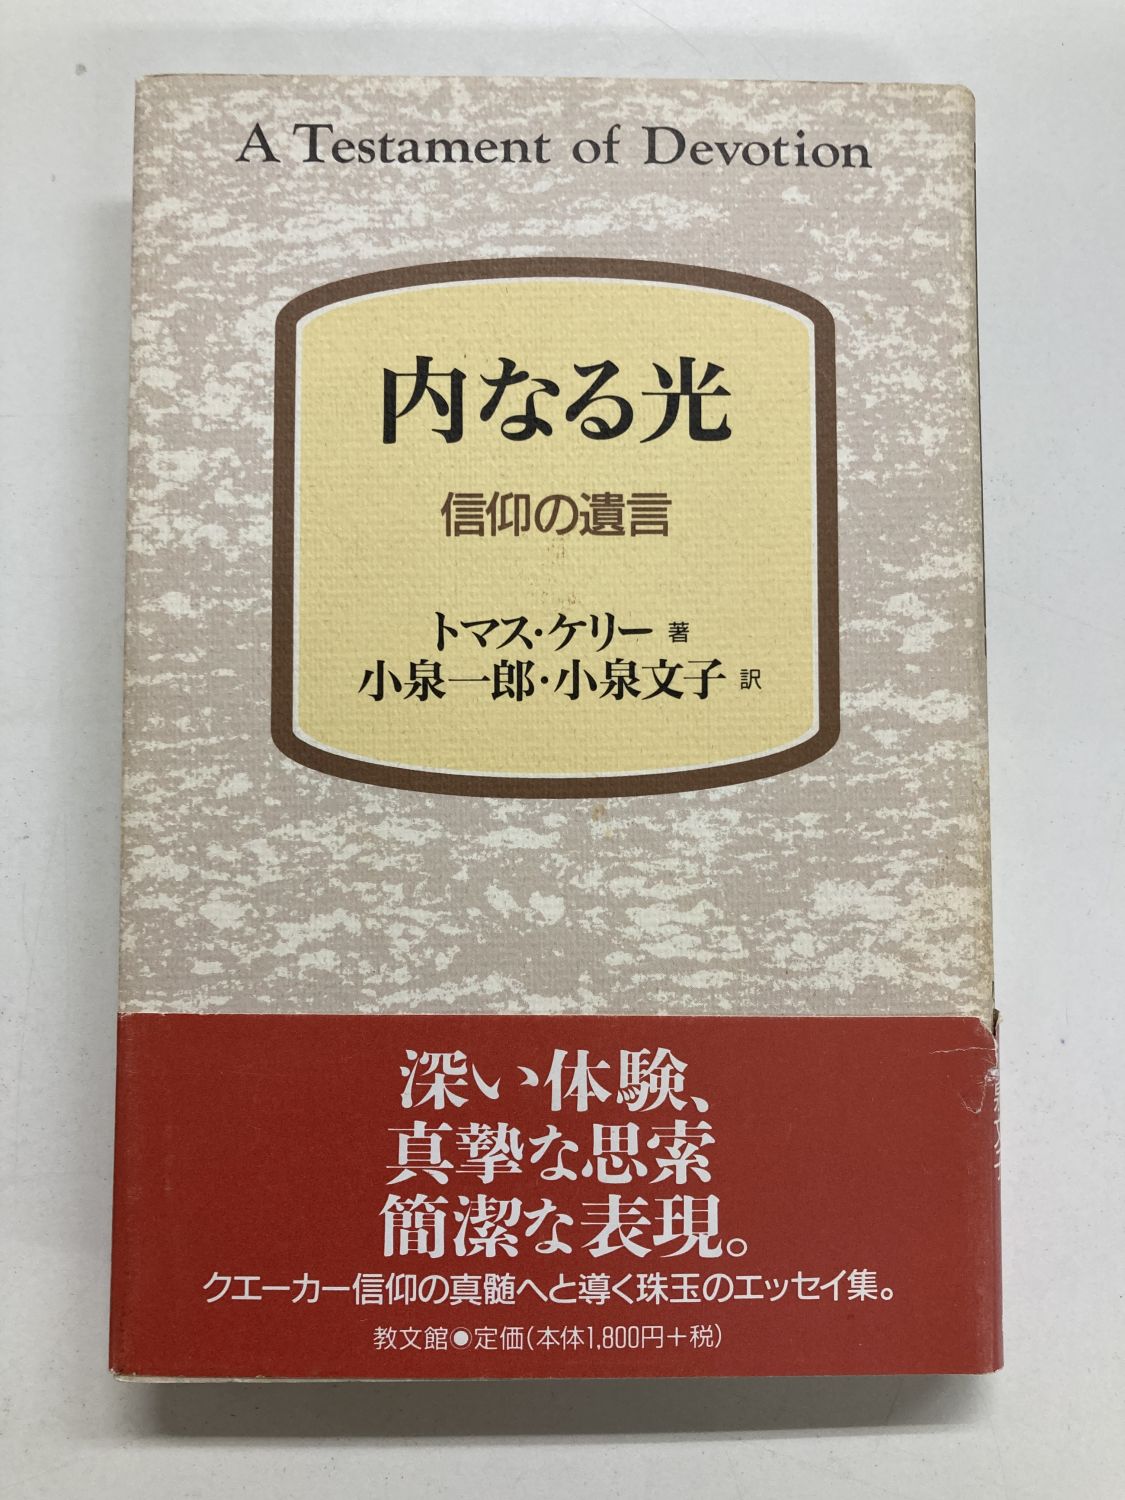 A Testament of Devotion
内なる光
信仰の遺言
トマス・ケリー 著
小泉一郎・小泉文子 訳
深い体験、
真摯な思索
簡潔な表現。
クエーカー信仰の真髄へと導く珠玉のエッセイ集。
教文館●定価(本体1,800円+税)